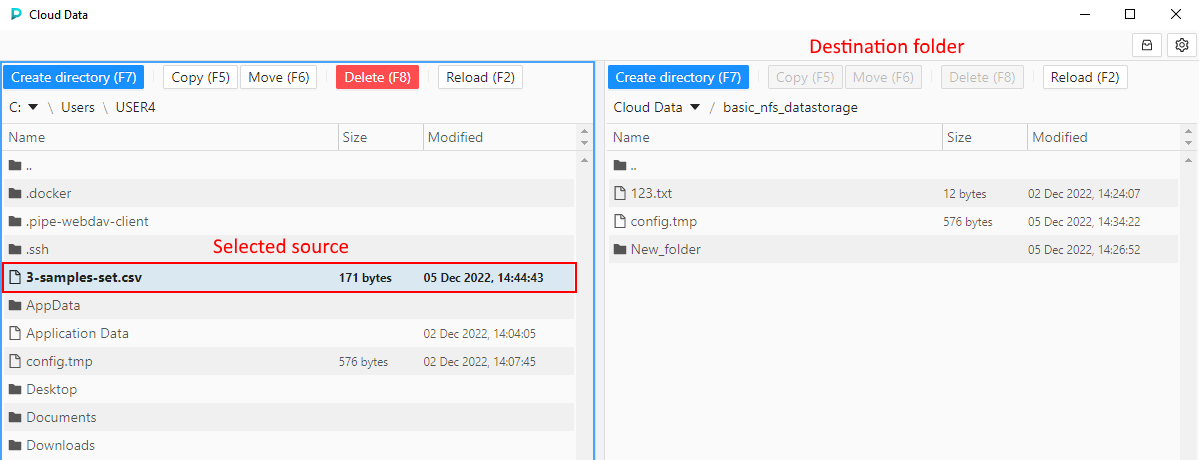 Cloud Data
Destination folder
Create directory (F7) Copy (F5) Move (F6) Delete (F8) Reload (F2)
C: \ Users \ USER4
Name Size Modified
..
.docker
.pipe-webdav-client
.ssh
Selected source
3-samples-set.csv 171 bytes 05 Dec 2022, 14:44:43
AppData
Application Data 02 Dec 2022, 14:04:05
config.tmp 576 bytes 02 Dec 2022, 14:07:45
Desktop
Documents
Downloads
Create directory (F7) Copy (F5) Move (F6) Delete (F8) Reload (F2)
Cloud Data / basic_nfs_datastorage
Name Size Modified
..
123.txt 12 bytes 02 Dec 2022, 14:24:07
config.tmp 576 bytes 05 Dec 2022, 14:34:22
New_folder 05 Dec 2022, 14:26:52